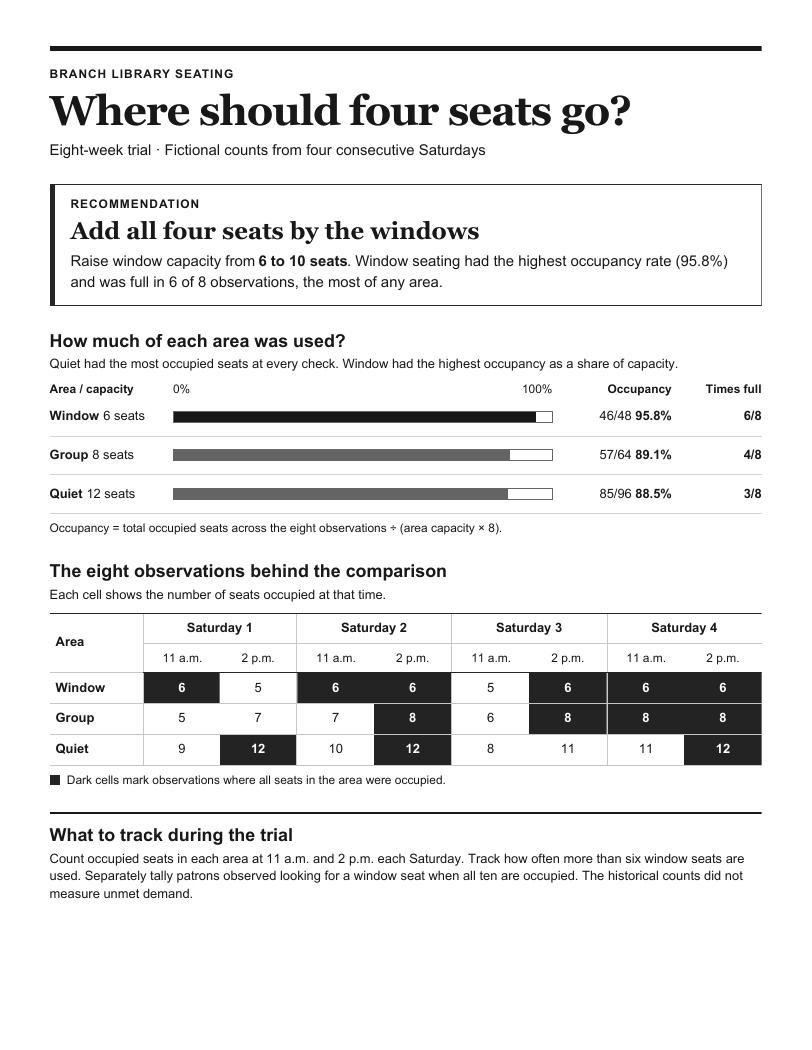 BRANCH LIBRARY SEATING
Where should four seats go?
Eight-week trial · Fictional counts from four consecutive Saturdays
RECOMMENDATION
Add all four seats by the windows
Raise window capacity from 6 to 10 seats. Window seating had the highest occupancy rate (95.8%)
and was full in 6 of 8 observations, the most of any area.
How much of each area was used?
Quiet had the most occupied seats at every check. Window had the highest occupancy as a share of capacity.
Area / capacity 0% 100% Occupancy Times full
Window 6 seats 46/48 95.8% 6/8
Group 8 seats 57/64 89.1% 4/8
Quiet 12 seats 85/96 88.5% 3/8
Occupancy = total occupied seats across the eight observations ÷ (area capacity × 8).
The eight observations behind the comparison
Each cell shows the number of seats occupied at that time.
Area Saturday 1 Saturday 2 Saturday 3 Saturday 4
11 a.m. 2 p.m. 11 a.m. 2 p.m. 11 a.m. 2 p.m. 11 a.m. 2 p.m.
Window 6 5 6 6 5 6 6 6
Group 5 7 7 8 6 8 8 8
Quiet 9 12 10 12 8 11 11 12
Dark cells mark observations where all seats in the area were occupied.
What to track during the trial
Count occupied seats in each area at 11 a.m. and 2 p.m. each Saturday. Track how often more than six window seats are
used. Separately tally patrons observed looking for a window seat when all ten are occupied. The historical counts did not
measure unmet demand.